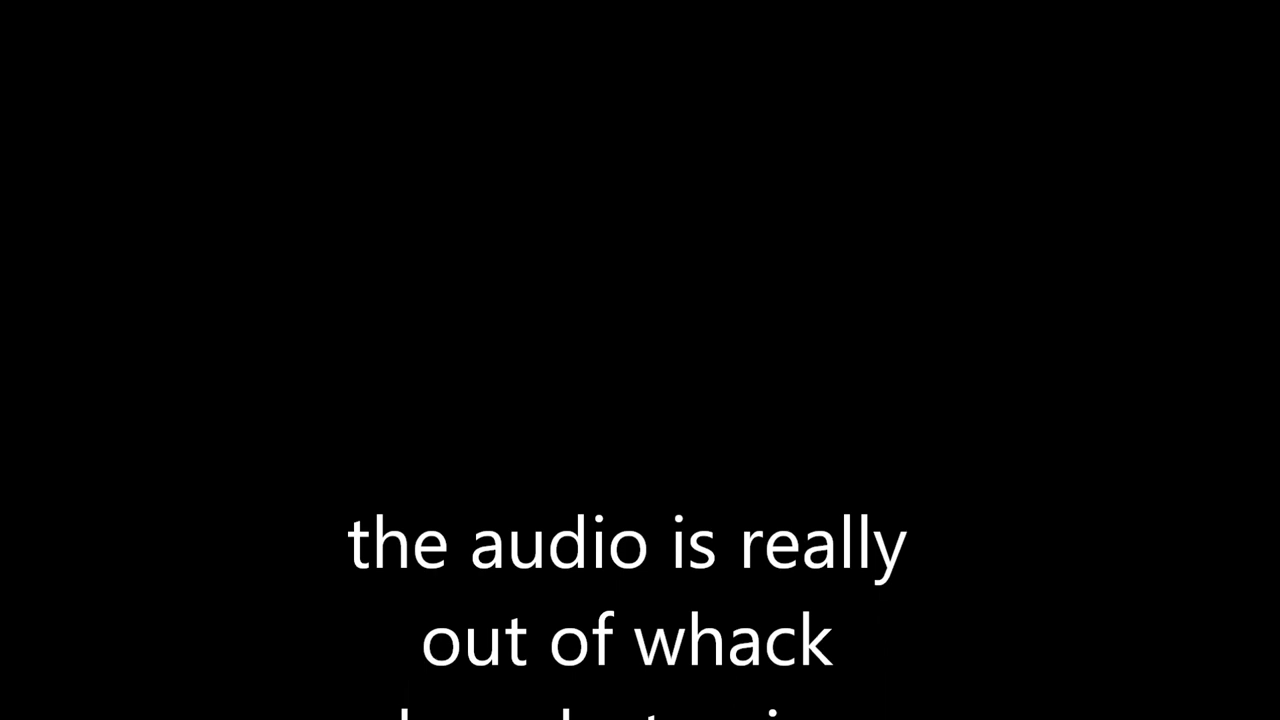 the audio is really
out of whack